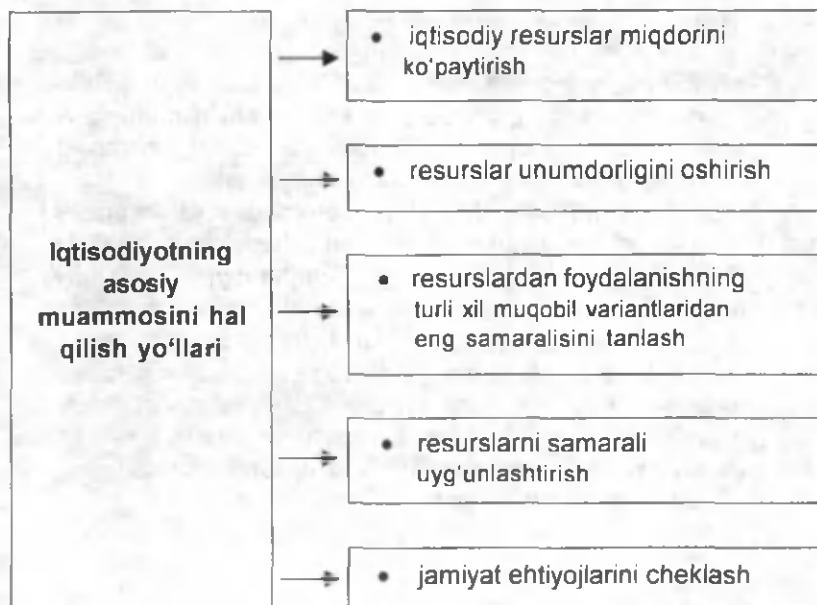 • iqtisodiy resurslar miqdorini
ko'paytirish
• resurslar unumdorligini oshirish
Iqtisodiyotning
asosiy
muammosini hal
qilish yo'llari
• resurslardan foydalanishning
turli xil muqobil variantlaridan
eng samaralisini tanlash
• resurslarni samarali
uyg'unlashtirish
• jamiyat ehtiyojlarini cheklash